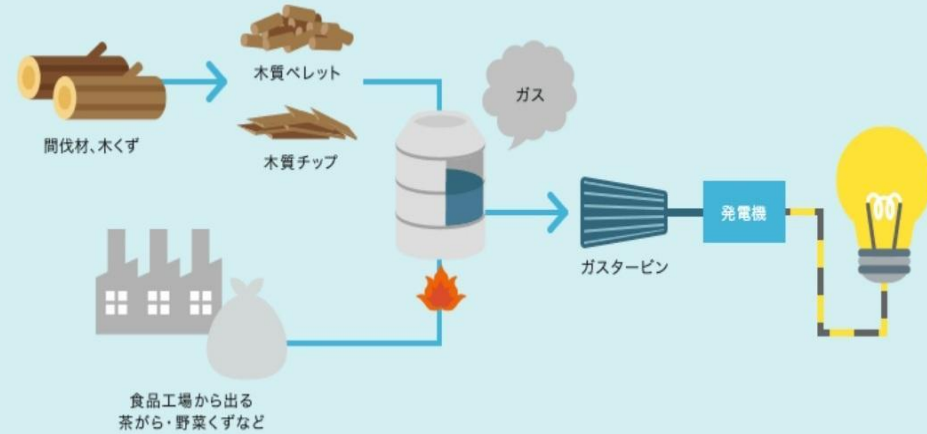 木質ペレット
ガス
間伐材、木くず
木質チップ
発電機
ガスタービン
食品工場から出る
茶がら・野菜くずなど